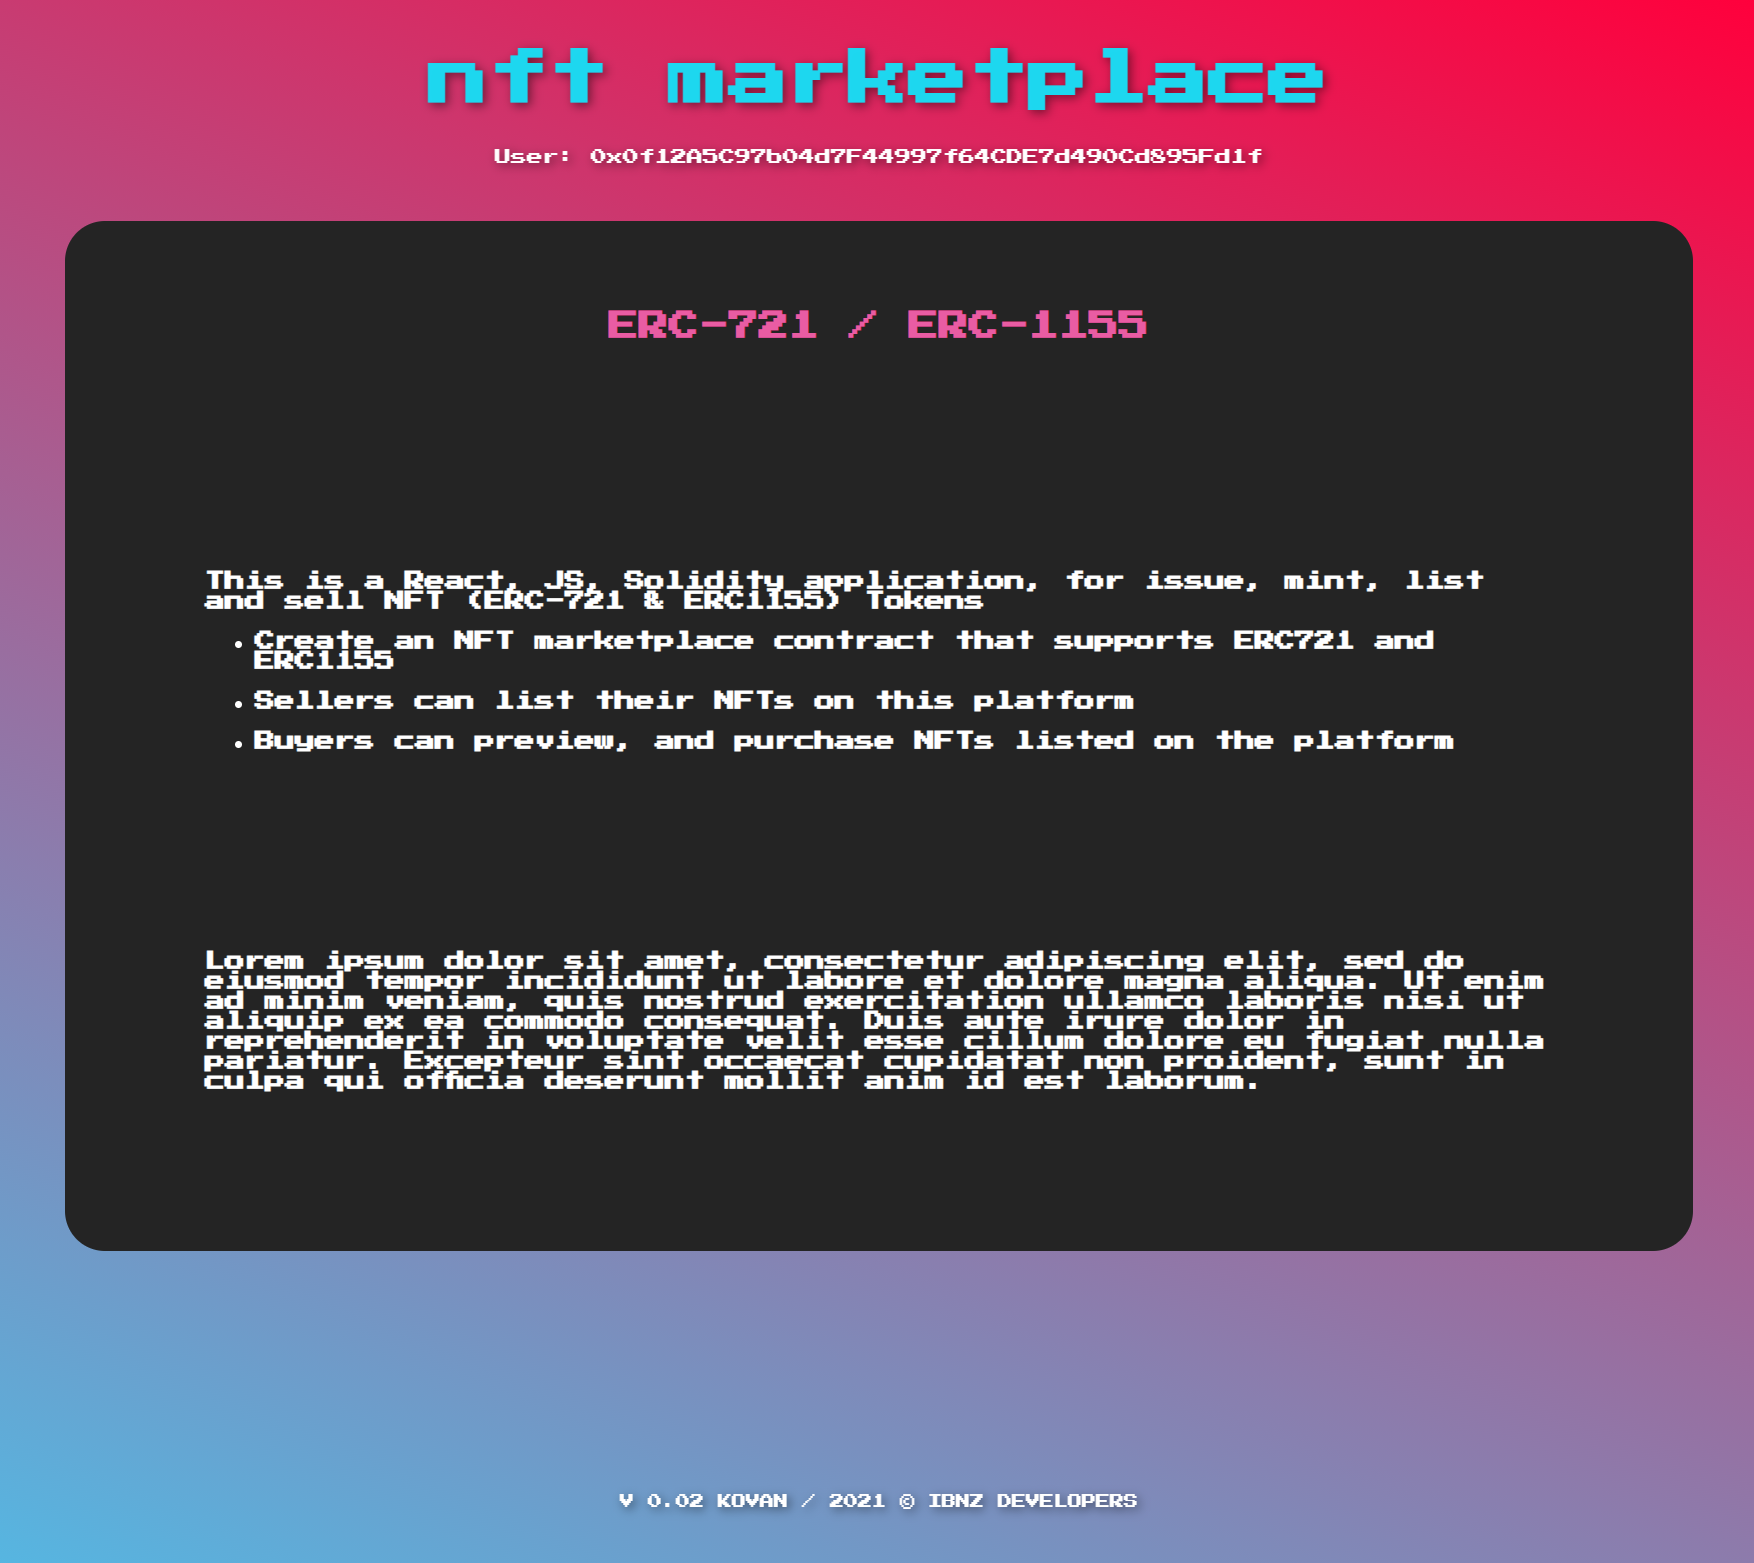 nft marketplace
User: 0x0f12A5C97b04d7F44997f64CDE7d490Cd895Fd1f
ERC-721 / ERC-1155
This is a React, JS, Solidity application, for issue, mint, list
and sell NFT (ERC-721 & ERC1155) Tokens
• Create an NFT marketplace contract that supports ERC721 and
ERC1155
• Sellers can list their NFTs on this platform
• Buyers can preview, and purchase NFTs listed on the platform
Lorem ipsum dolor sit amet, consectetur adipiscing elit, sed do
eiusmod tempor incididunt ut labore et dolore magna aliqua. Ut enim
ad minim veniam, quis nostrud exercitation ullamco laboris nisi ut
aliquip ex ea commodo consequat. Duis aute irure dolor in
reprehenderit in voluptate velit esse cillum dolore eu fugiat nulla
pariatur. Excepteur sint occaecat cupidatat non proident, sunt in
culpa qui officia deserunt mollit anim id est laborum.
V 0.02 KOVAN / 2021 © IBNZ DEVELOPERS